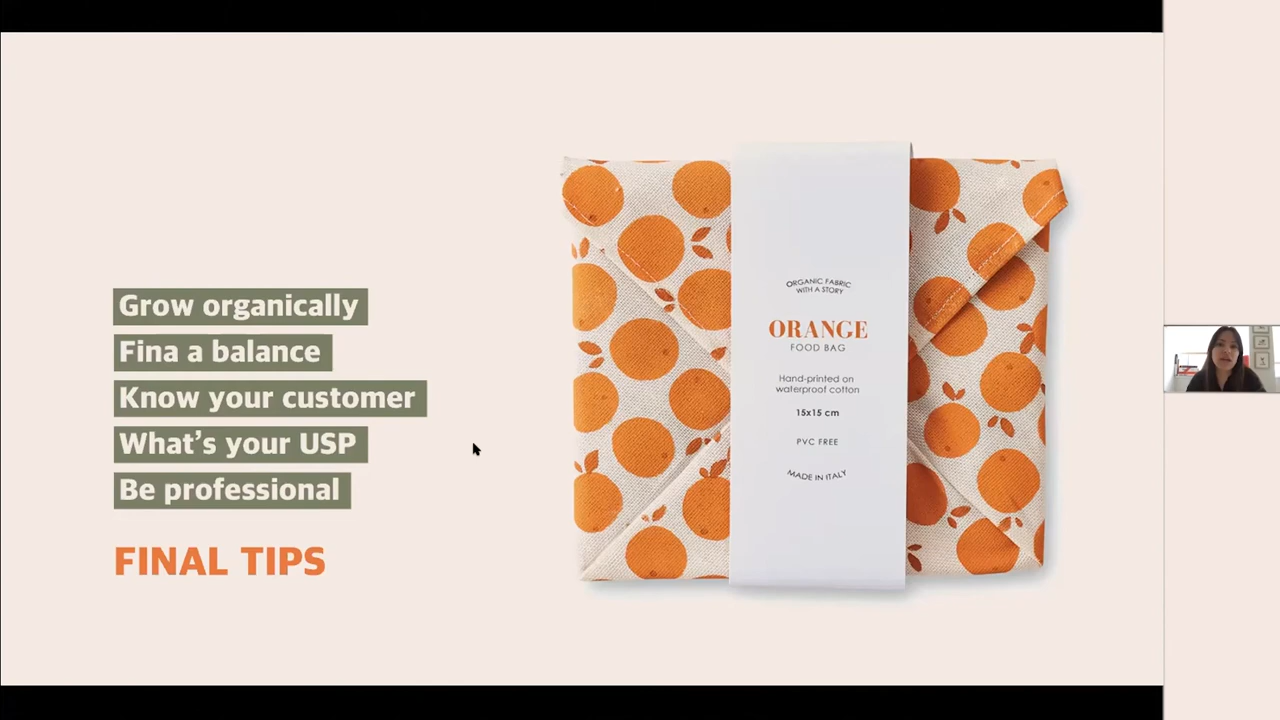 Grow organically
Fina a balance
Know your customer
What's your USP
Be professional
FINAL TIPS
ORGANIC FABRIC
WITH A STORY
ORANGE
FOOD BAG
Hand-printed on
waterproof cotton
15x15 cm
PVC FREE
MADE IN ITALY